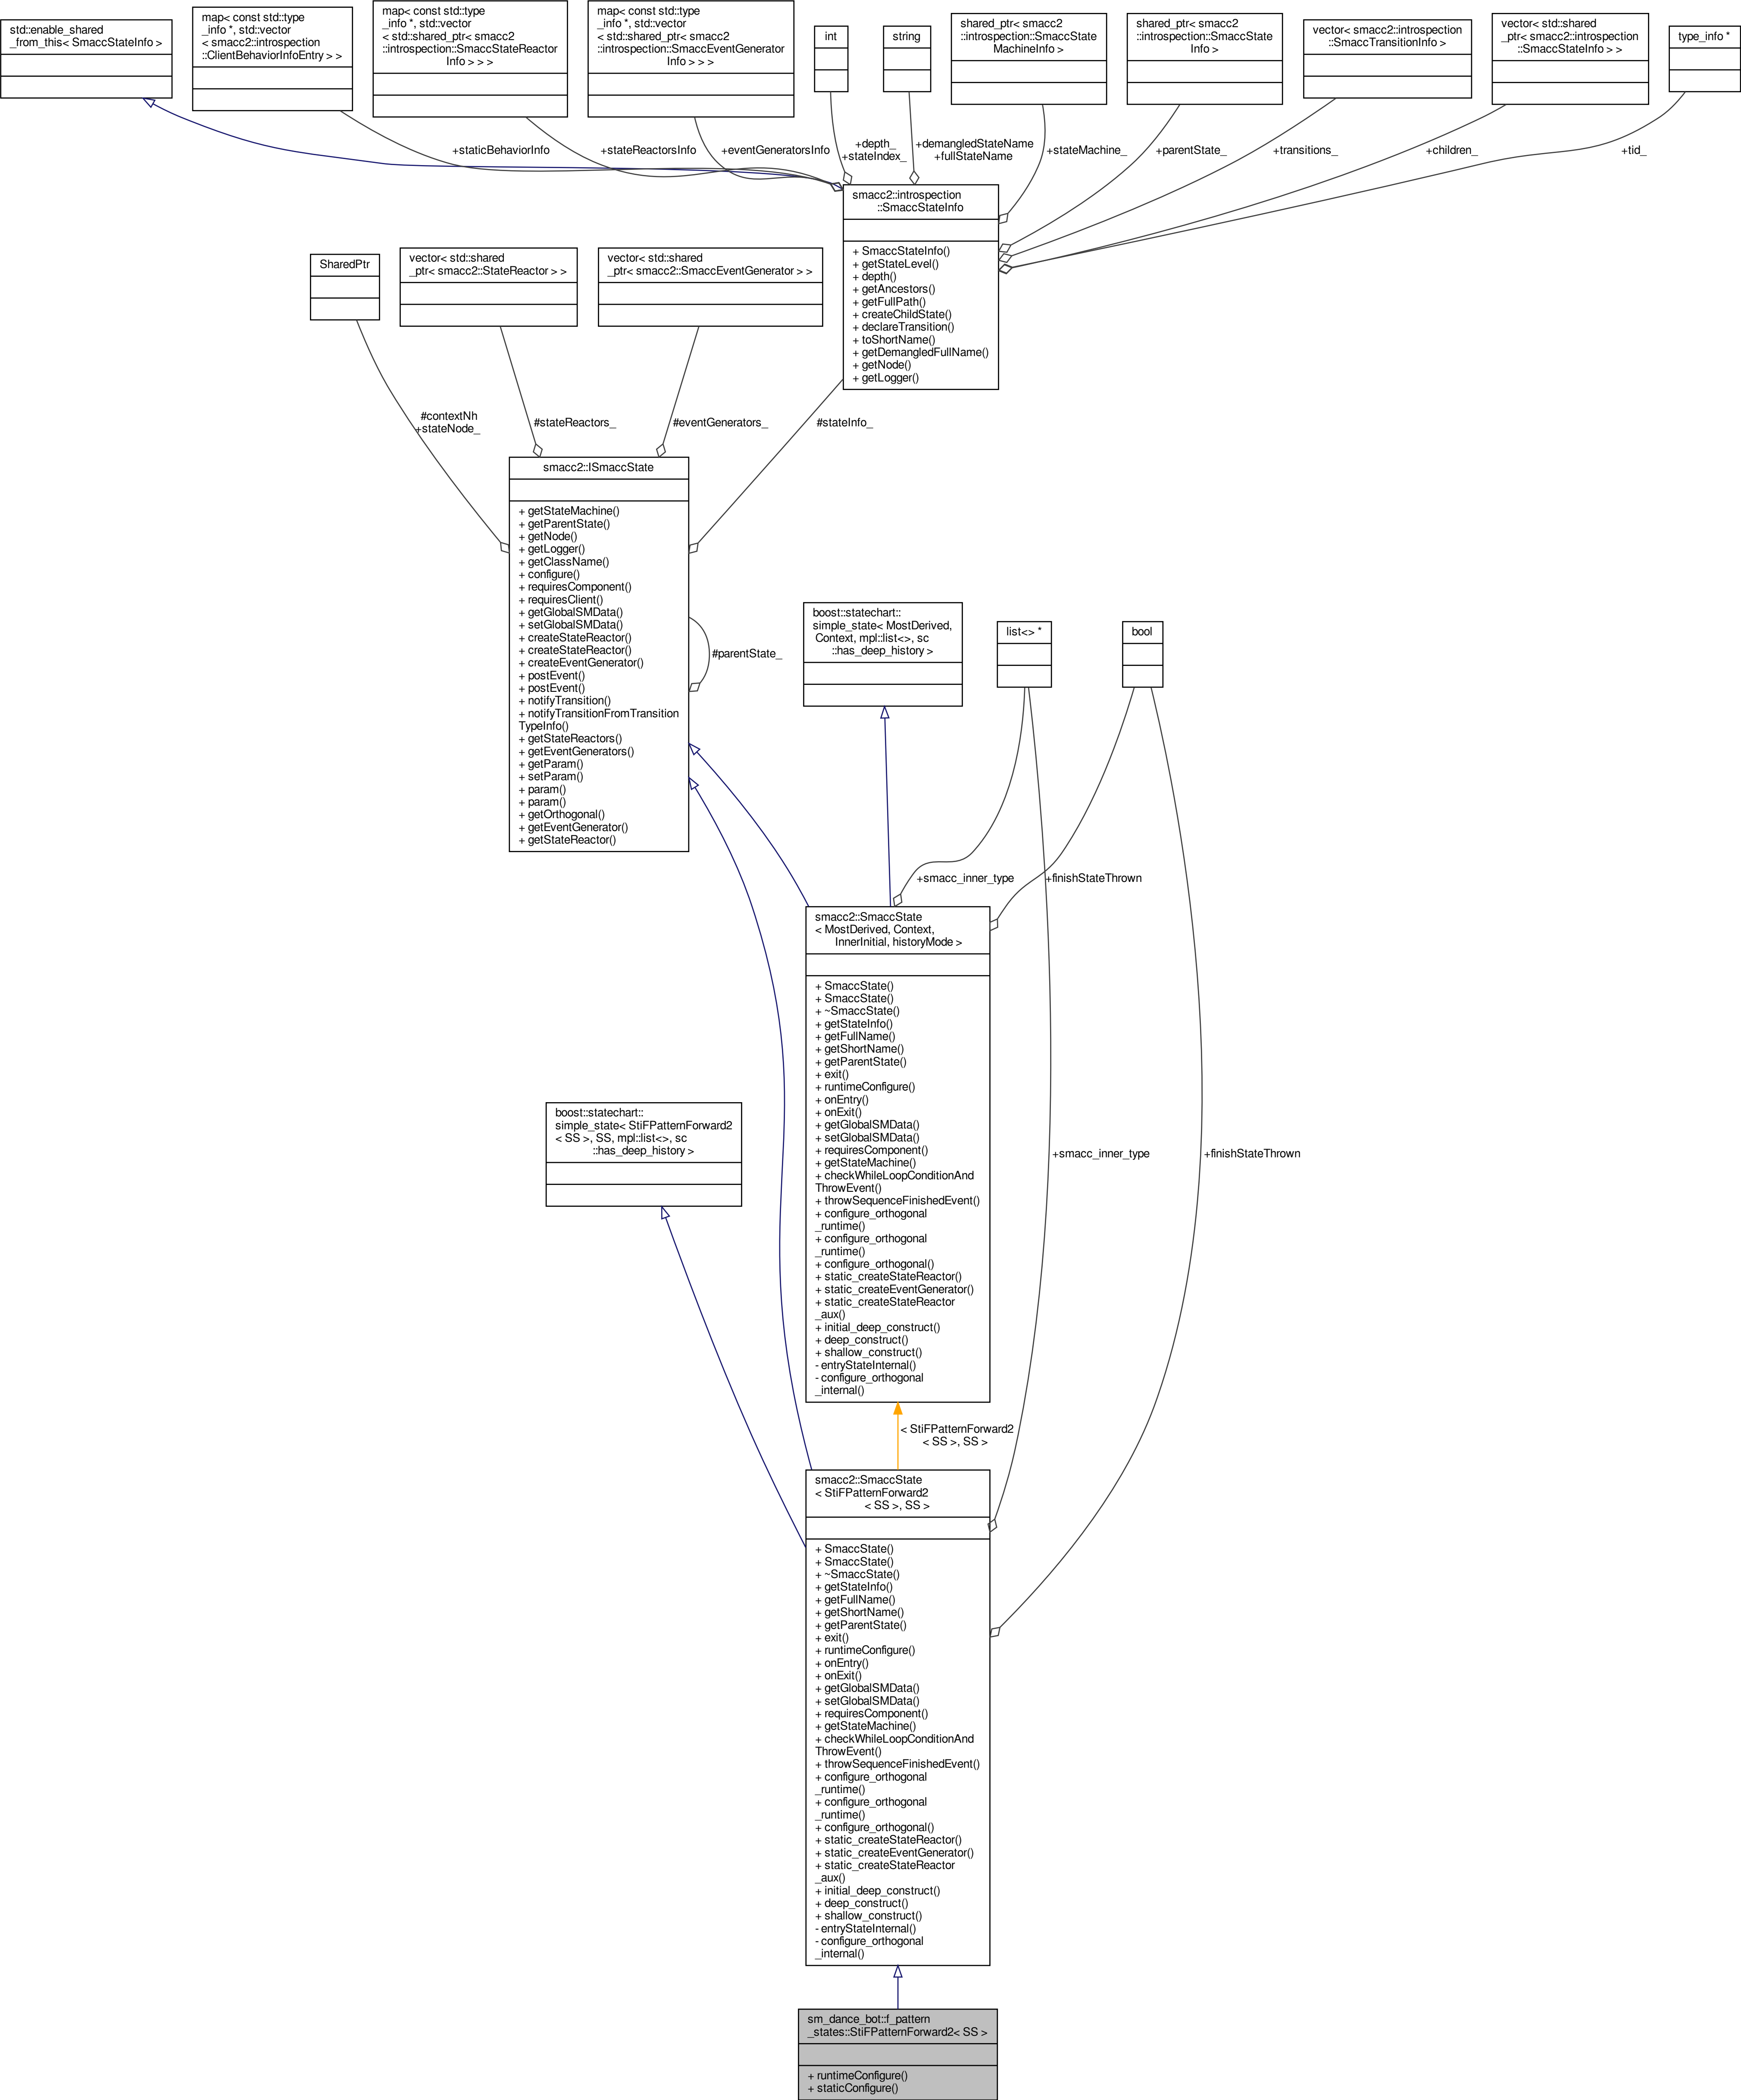 std::enable_shared
_from_this< SmaccStateInfo >
map< const std::type
_info *, std::vector
< smacc2::introspection
::ClientBehaviorInfoEntry > >
map< const std::type
_info *, std::vector
< std::shared_ptr< smacc2
::introspection::SmaccStateReactor
Info > > >
map< const std::type
_info *, std::vector
< std::shared_ptr< smacc2
::introspection::SmaccEventGenerator
Info > > >
int
string
shared_ptr< smacc2
::introspection::SmaccState
MachineInfo >
shared_ptr< smacc2
::introspection::SmaccState
Info >
vector< smacc2::introspection
::SmaccTransitionInfo >
vector< std::shared
_ptr< smacc2::introspection
::SmaccStateInfo > >
type_info *
+staticBehaviorInfo
+stateReactorsInfo
+eventGeneratorsInfo
+depth_
+stateIndex_
+demangledStateName
+fullStateName
+stateMachine_
+parentState_
+transitions_
+children_
+tid_
smacc2::introspection
::SmaccStateInfo
+ SmaccStateInfo()
+ getStateLevel()
+ depth()
+ getAncestors()
+ getFullPath()
+ createChildState()
+ declareTransition()
+ toShortName()
+ getDemangledFullName()
+ getNode()
+ getLogger()
SharedPtr
vector< std::shared
_ptr< smacc2::StateReactor > >
vector< std::shared
_ptr< smacc2::SmaccEventGenerator > >
#contextNh
+stateNode_
#stateReactors_
#eventGenerators_
#stateInfo_
smacc2::ISmaccState
+ getStateMachine()
+ getParentState()
+ getNode()
+ getLogger()
+ getClassName()
+ configure()
+ requiresComponent()
+ requiresClient()
+ getGlobalSMData()
+ setGlobalSMData()
+ createStateReactor()
+ createStateReactor()
+ createEventGenerator()
+ postEvent()
+ postEvent()
+ notifyTransition()
+ notifyTransitionFromTransition
TypeInfo()
+ getStateReactors()
+ getEventGenerators()
+ getParam()
+ setParam()
+ param()
+ param()
+ getOrthogonal()
+ getEventGenerator()
+ getStateReactor()
#parentState_
boost::statechart::
simple_state< MostDerived,
Context, mpl::list<>, sc
::has_deep_history >
list<> *
bool
+smacc_inner_type
+finishStateThrown
smacc2::SmaccState
< MostDerived, Context,
InnerInitial, historyMode >
+ SmaccState()
+ SmaccState()
+ ~SmaccState()
+ getStateInfo()
+ getFullName()
+ getShortName()
+ getParentState()
+ exit()
+ runtimeConfigure()
+ onEntry()
+ onExit()
+ getGlobalSMData()
+ setGlobalSMData()
+ requiresComponent()
+ getStateMachine()
+ checkWhileLoopConditionAnd
ThrowEvent()
+ throwSequenceFinishedEvent()
+ configure_orthogonal
_runtime()
+ configure_orthogonal
_runtime()
+ configure_orthogonal()
+ static_createStateReactor()
+ static_createEventGenerator()
+ static_createStateReactor
_aux()
+ initial_deep_construct()
+ deep_construct()
+ shallow_construct()
- entryStateInternal()
- configure_orthogonal
_internal()
boost::statechart::
simple_state< StiFPatternForward2
< SS >, SS, mpl::list<>, sc
::has_deep_history >
+smacc_inner_type
+finishStateThrown
< StiFPatternForward2
< SS >, SS >
smacc2::SmaccState
< StiFPatternForward2
< SS >, SS >
+ SmaccState()
+ SmaccState()
+ ~SmaccState()
+ getStateInfo()
+ getFullName()
+ getShortName()
+ getParentState()
+ exit()
+ runtimeConfigure()
+ onEntry()
+ onExit()
+ getGlobalSMData()
+ setGlobalSMData()
+ requiresComponent()
+ getStateMachine()
+ checkWhileLoopConditionAnd
ThrowEvent()
+ throwSequenceFinishedEvent()
+ configure_orthogonal
_runtime()
+ configure_orthogonal
_runtime()
+ configure_orthogonal()
+ static_createStateReactor()
+ static_createEventGenerator()
+ static_createStateReactor
_aux()
+ initial_deep_construct()
+ deep_construct()
+ shallow_construct()
- entryStateInternal()
- configure_orthogonal
_internal()
sm_dance_bot::f_pattern
_states::StiFPatternForward2< SS >
+ runtimeConfigure()
+ staticConfigure()